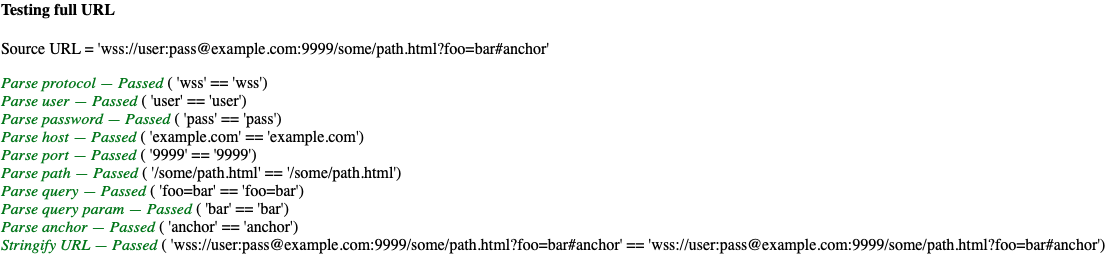 Testing full URL
Source URL = 'wss://user:pass@example.com:9999/some/path.html?foo=bar#anchor'
Parse protocol — Passed ( 'wss' == 'wss')
Parse user — Passed ( 'user' == 'user')
Parse password — Passed ( 'pass' == 'pass')
Parse host — Passed ( 'example.com' == 'example.com')
Parse port — Passed ( '9999' == '9999')
Parse path — Passed ( '/some/path.html' == '/some/path.html')
Parse query — Passed ( 'foo=bar' == 'foo=bar')
Parse query param — Passed ( 'bar' == 'bar')
Parse anchor — Passed ( 'anchor' == 'anchor')
Stringify URL — Passed ( 'wss://user:pass@example.com:9999/some/path.html?foo=bar#anchor' == 'wss://user:pass@example.com:9999/some/path.html?foo=bar#anchor')